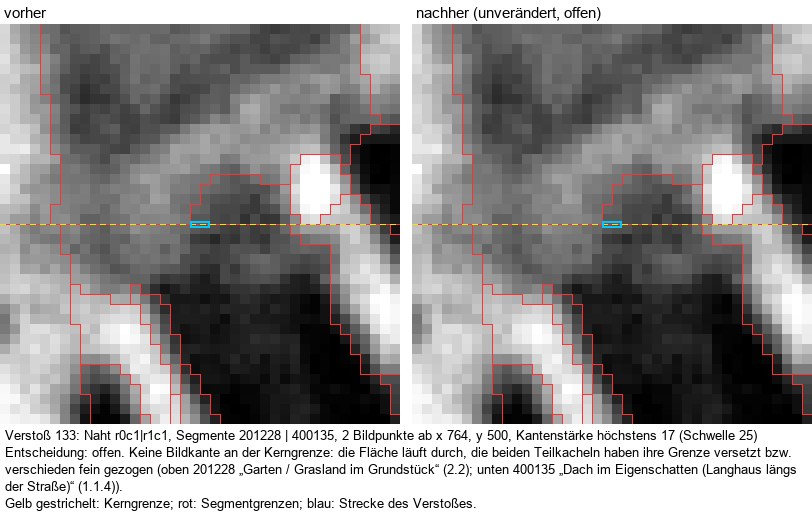 vorher
nachher (unverändert, offen)
Verstoß 133: Naht r0c1|r1c1, Segmente 201228 | 400135, 2 Bildpunkte ab x 764, y 500, Kantenstärke höchstens 17 (Schwelle 25)
Entscheidung: offen. Keine Bildkante an der Kerngrenze: die Fläche läuft durch, die beiden Teilkacheln haben ihre Grenze versetzt bzw.
verschieden fein gezogen (oben 201228 „Garten / Grasland im Grundstück“ (2.2); unten 400135 „Dach im Eigenschatten (Langhaus längs
der Straße)“ (1.1.4)).
Gelb gestrichelt: Kerngrenze; rot: Segmentgrenzen; blau: Strecke des Verstoßes.